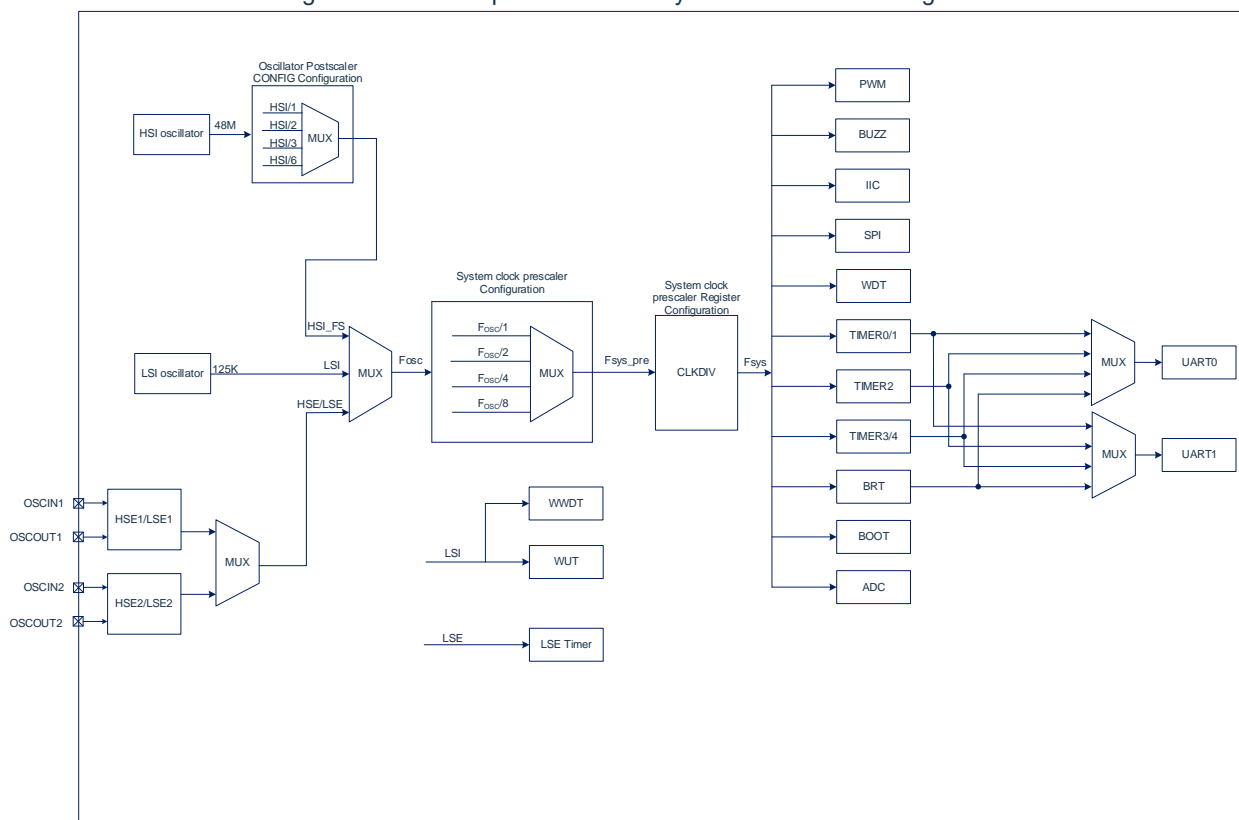 Oscillator Postscaler
CONFIG Configuration
HSI oscillator
48M
HSI/1
HSI/2
HSI/3
HSI/6
MUX
HSI_FS
LSI oscillator
125K
LSI
HSE/LSE
MUX
Fosc
System clock prescaler
Configuration
FOSC/1
FOSC/2
FOSC/4
FOSC/8
MUX
Fsys_pre
System clock
prescaler Register
Configuration
CLKDIV
Fsys
PWM
BUZZ
IIC
SPI
WDT
TIMER0/1
TIMER2
TIMER3/4
BRT
BOOT
ADC
MUX
UART0
MUX
UART1
OSCIN1
OSCOUT1
HSE1/LSE1
OSCIN2
OSCOUT2
HSE2/LSE2
MUX
LSI
WWDT
WUT
LSE
LSE Timer